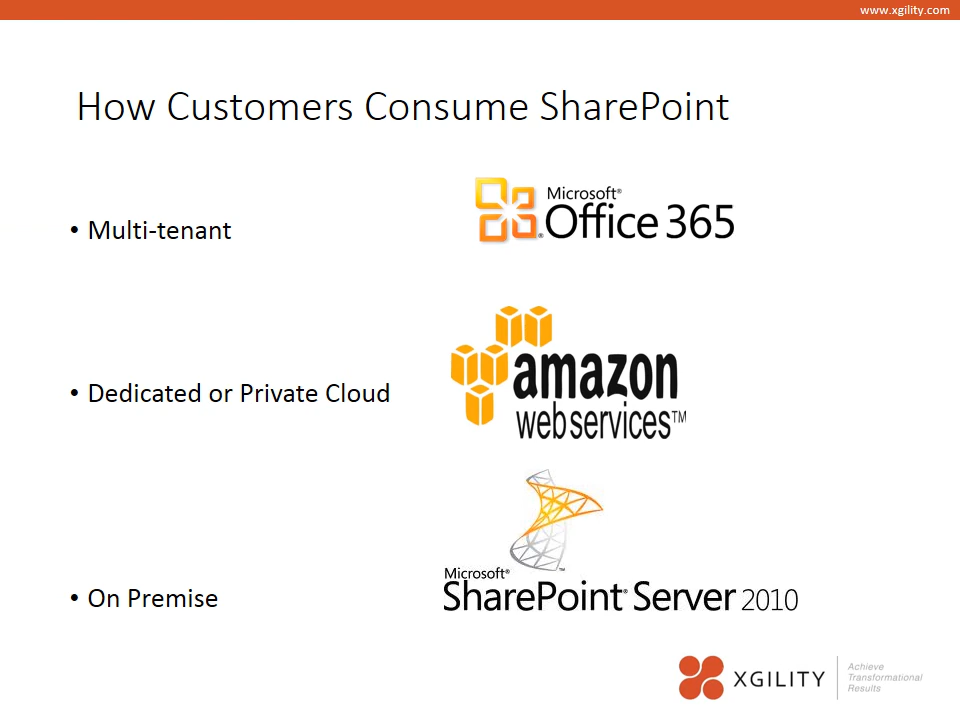 www.xgility.com
How Customers Consume SharePoint
• Multi-tenant
Microsoft®
Office 365
®
• Dedicated or Private Cloud
amazon
webservices™
• On Premise
™
Microsoft®
SharePoint® Server 2010
XGILITY
Achieve
Transformational
Results